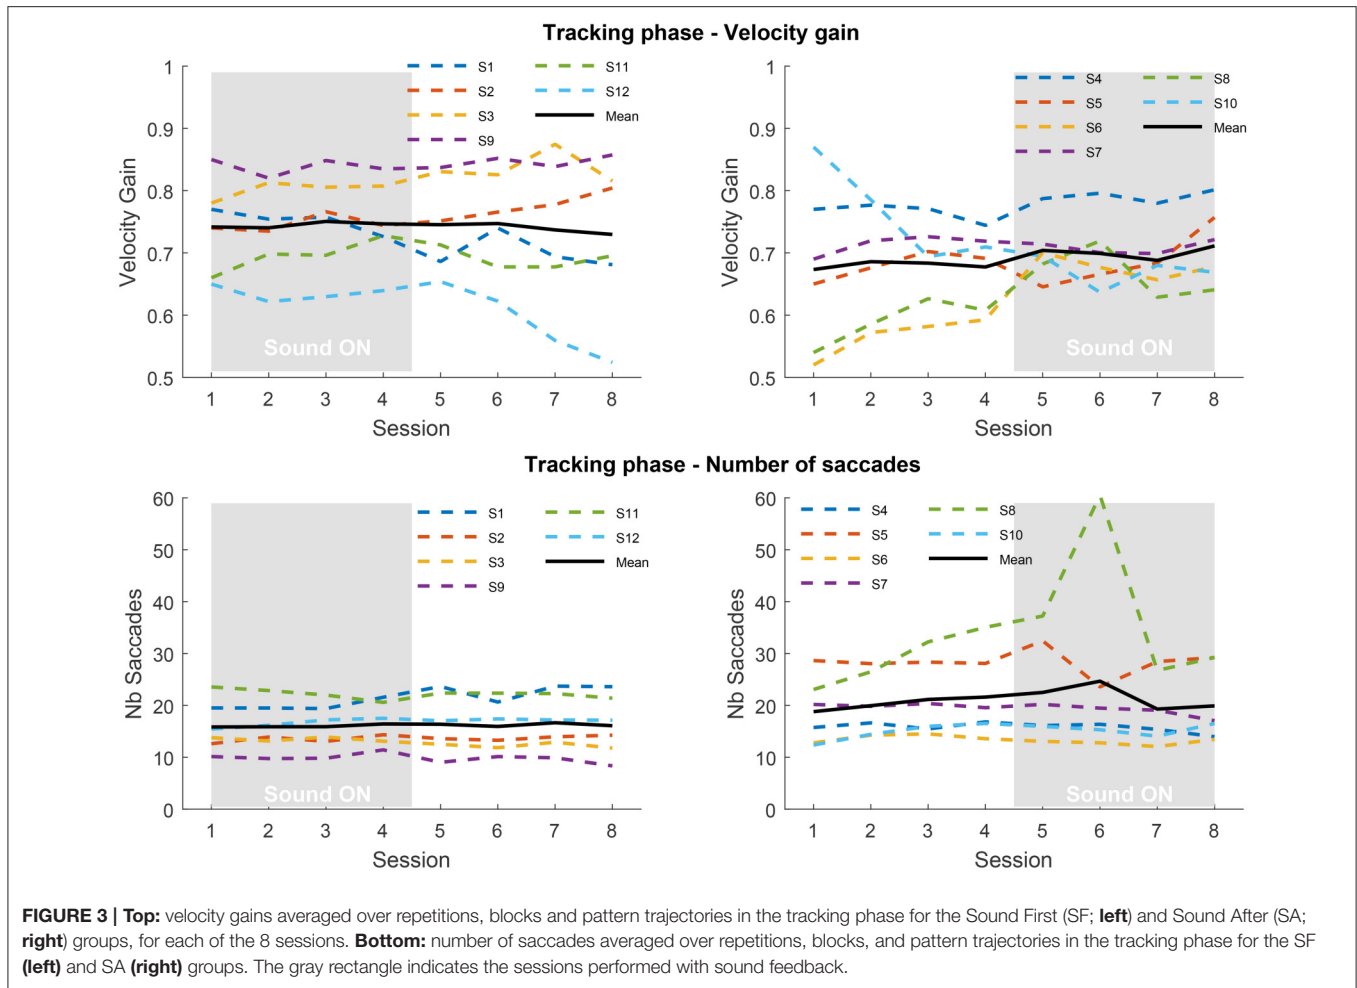 Tracking phase - Velocity gain
1
0.9
0.8
0.7
0.6
0.5
Velocity Gain
S1
S2
S3
S9
S11
S12
Mean
Sound ON
1 2 3 4 5 6 7 8
Session
1
0.9
0.8
0.7
0.6
0.5
Velocity Gain
S4
S5
S6
S7
S8
S10
Mean
Sound ON
1 2 3 4 5 6 7 8
Session
Tracking phase - Number of saccades
60
50
40
30
20
10
0
Nb Saccades
S1
S2
S3
S9
S11
S12
Mean
Sound ON
1 2 3 4 5 6 7 8
Session
60
50
40
30
20
10
0
Nb Saccades
S4
S5
S6
S7
S8
S10
Mean
Sound ON
1 2 3 4 5 6 7 8
Session
FIGURE 3 | Top: velocity gains averaged over repetitions, blocks and pattern trajectories in the tracking phase for the Sound First (SF; left) and Sound After (SA;
right) groups, for each of the 8 sessions. Bottom: number of saccades averaged over repetitions, blocks, and pattern trajectories in the tracking phase for the SF
(left) and SA (right) groups. The gray rectangle indicates the sessions performed with sound feedback.